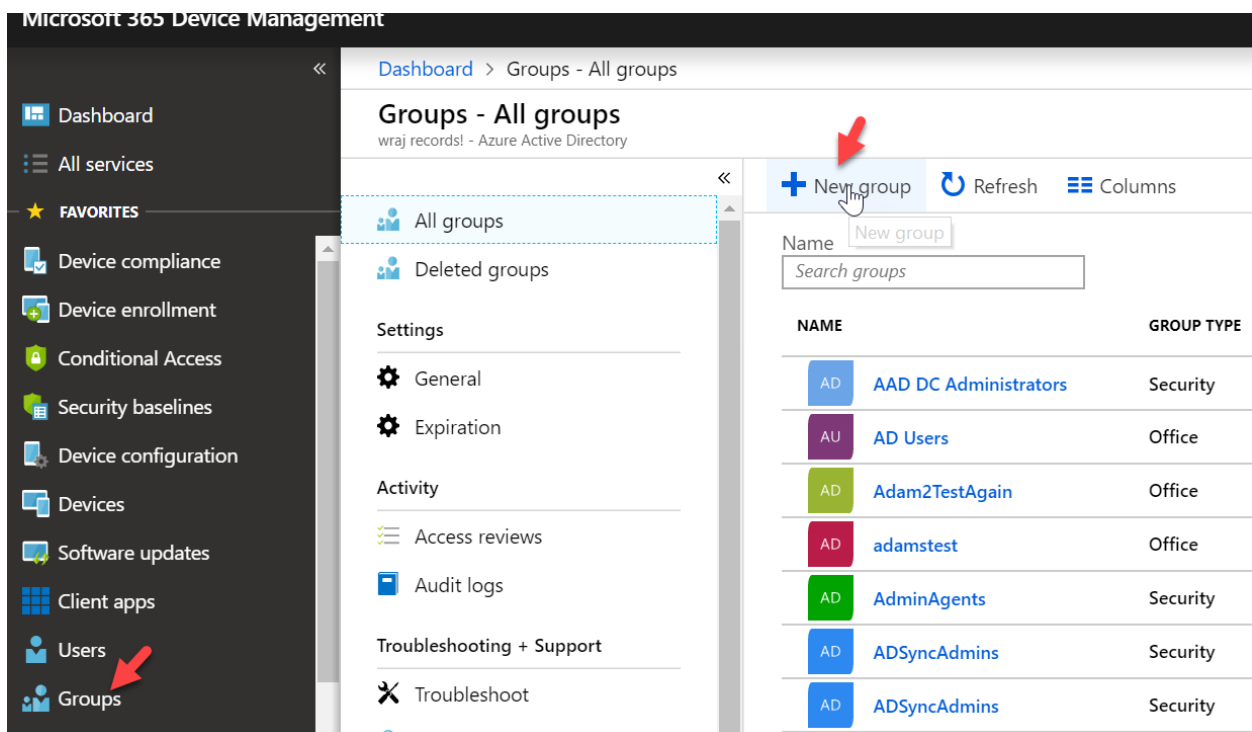 Microsoft 365 Device Management
Dashboard
All services
FAVORITES
Device compliance
Device enrollment
Conditional Access
Security baselines
Device configuration
Devices
Software updates
Client apps
Users
Groups
Dashboard > Groups - All groups
Groups - All groups
wraj records! - Azure Active Directory
All groups
Deleted groups
Settings
General
Expiration
Activity
Access reviews
Audit logs
Troubleshooting + Support
Troubleshoot
New group Refresh Columns
New group
Name
Search groups
NAME GROUP TYPE
AD AAD DC Administrators Security
AU AD Users Office
AD Adam2TestAgain Office
AD adamstest Office
AD AdminAgents Security
AD ADSyncAdmins Security
AD ADSyncAdmins Security